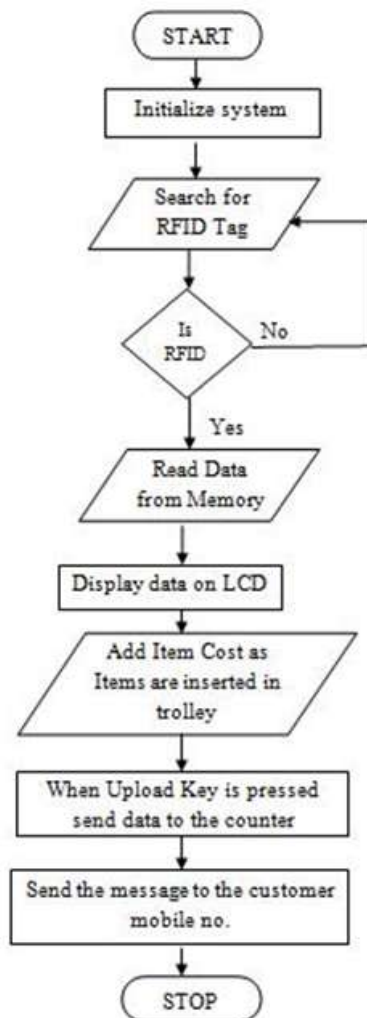 START
Initialize system
Search for
RFID Tag
Is
RFID
No
Yes
Read Data
from Memory
Display data on LCD
Add Item Cost as
Items are inserted in
trolley
When Upload Key is pressed
send data to the counter
Send the message to the customer
mobile no.
STOP